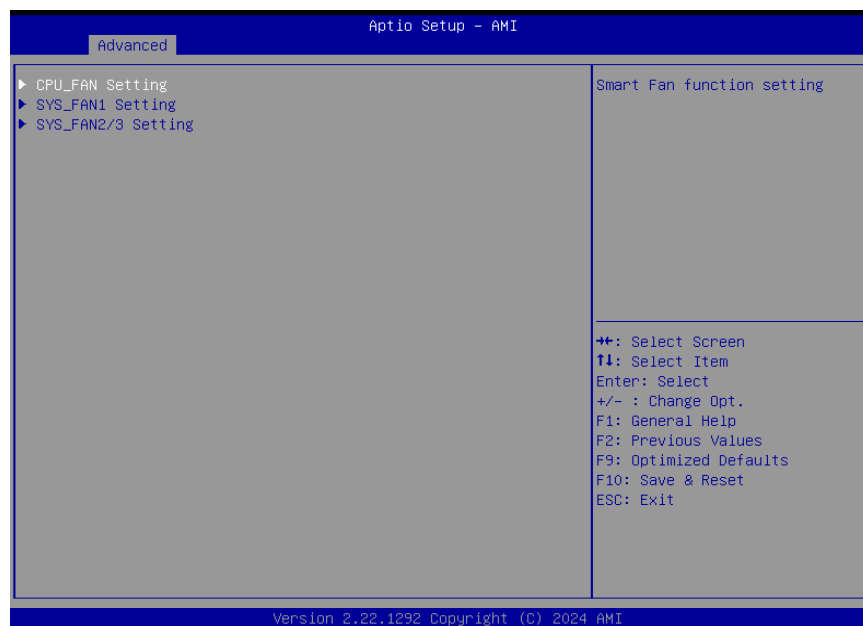 Aptio Setup – AMI
Advanced
▶ CPU_FAN Setting
▶ SYS_FAN1 Setting
▶ SYS_FAN2/3 Setting
Smart Fan function setting
→←: Select Screen
↑↓: Select Item
Enter: Select
+/- : Change Opt.
F1: General Help
F2: Previous Values
F9: Optimized Defaults
F10: Save & Reset
ESC: Exit
Version 2.22.1292 Copyright (C) 2024 AMI